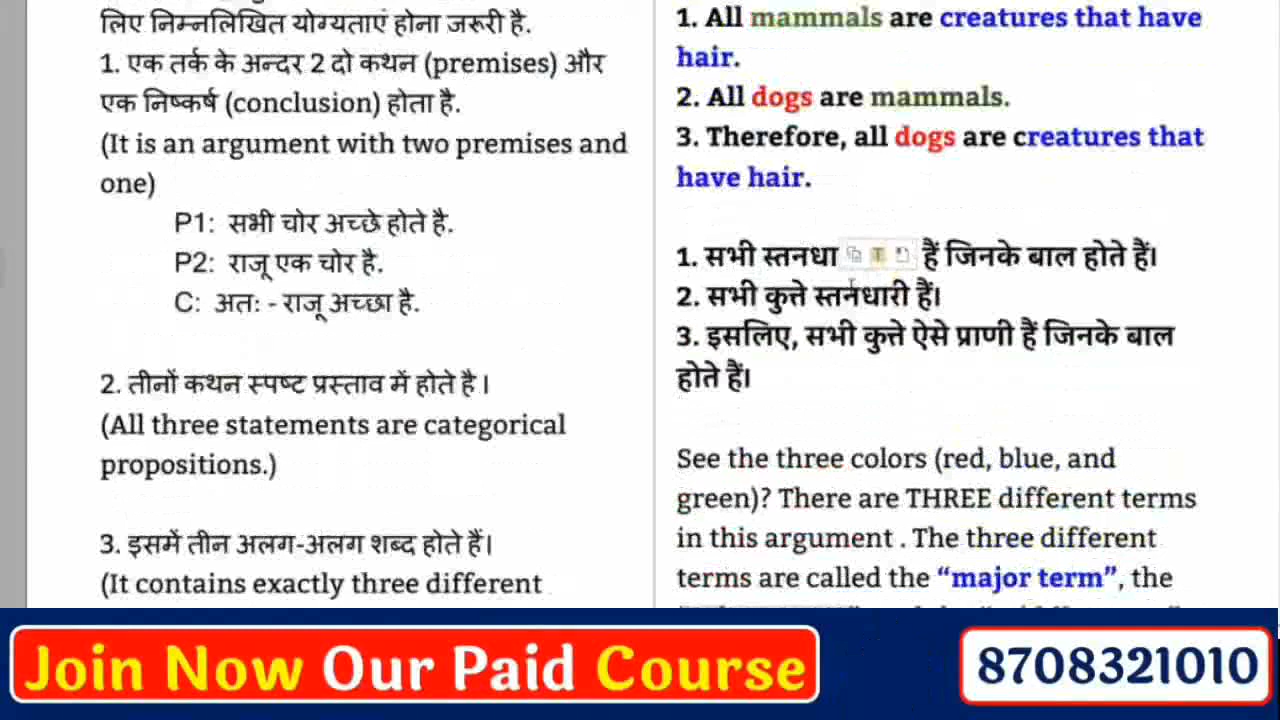 लिए निम्नलिखित योग्यताएं होना जरूरी है.
1. एक तर्क के अन्दर 2 दो कथन (premises) और
एक निष्कर्ष (conclusion) होता है.
(It is an argument with two premises and
one)
P1: सभी चोर अच्छे होते है.
P2: राजू एक चोर है.
C: अतः - राजू अच्छा है.
2. तीनों कथन स्पष्ट प्रस्ताव में होते है ।
(All three statements are categorical
propositions.)
3. इसमें तीन अलग-अलग शब्द होते हैं।
(It contains exactly three different
1. All mammals are creatures that have
hair.
2. All dogs are mammals.
3. Therefore, all dogs are creatures that
have hair.
1. सभी स्तनधा हैं जिनके बाल होते हैं।
2. सभी कुत्ते स्तनधारी हैं।
3. इसलिए, सभी कुत्ते ऐसे प्राणी हैं जिनके बाल
होते हैं।
See the three colors (red, blue, and
green)? There are THREE different terms
in this argument . The three different
terms are called the “major term”, the
Join Now Our Paid Course
8708321010